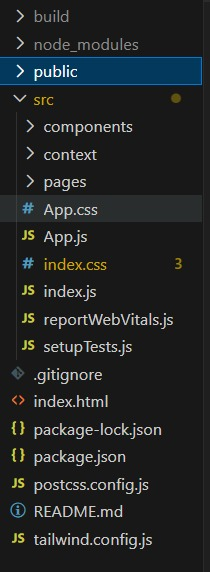 build
node_modules
public
src
components
context
pages
# App.css
JS App.js
# index.css 3
JS index.js
JS reportWebVitals.js
JS setupTests.js
.gitignore
<> index.html
{} package-lock.json
{} package.json
JS postcss.config.js
README.md
JS tailwind.config.js